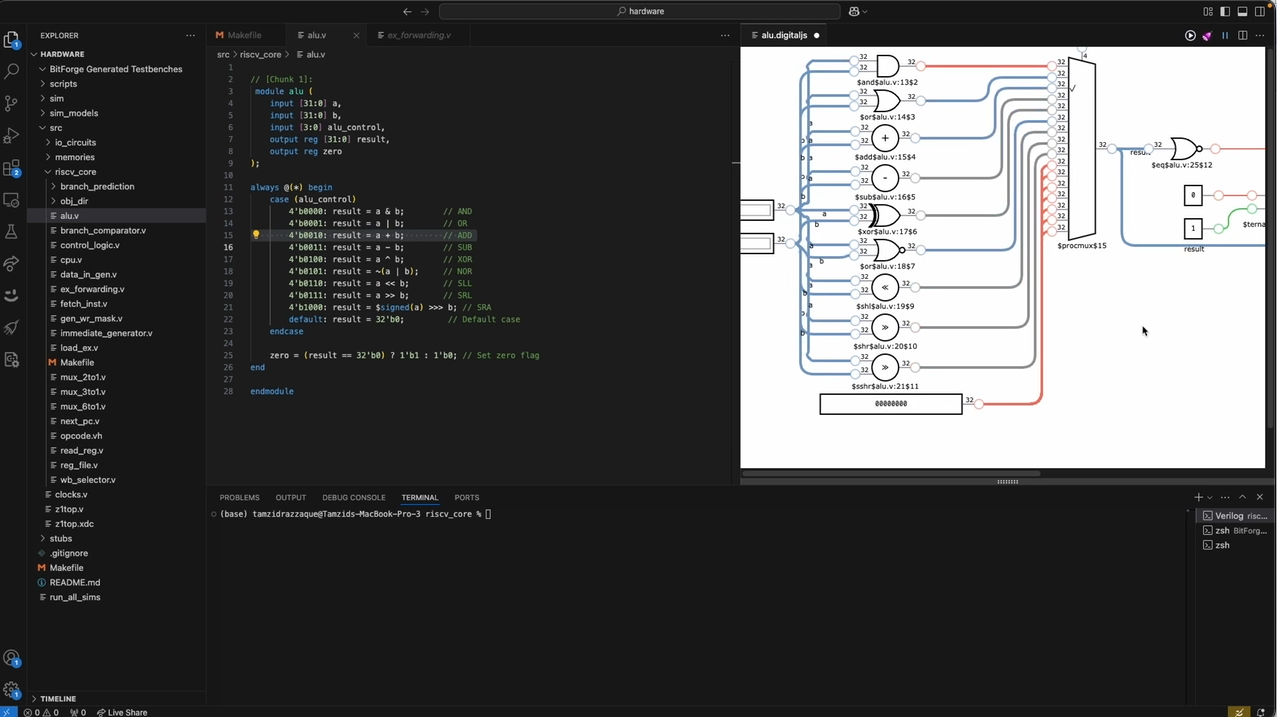 hardware
EXPLORER
HARDWARE
BitForge Generated Testbenches
scripts
sim
sim_models
src
io_circuits
memories
riscv_core
branch_prediction
obj_dir
alu.v
branch_comparator.v
control_logic.v
cpu.v
data_in_gen.v
ex_forwarding.v
fetch_inst.v
gen_wr_mask.v
immediate_generator.v
load_ex.v
Makefile
mux_2to1.v
mux_3to1.v
mux_6to1.v
next_pc.v
opcode.vh
read_reg.v
reg_file.v
wb_selector.v
clocks.v
z1top.v
z1top.xdc
stubs
.gitignore
Makefile
README.md
run_all_sims
TIMELINE
Makefile
alu.v
ex_forwarding.v
src > riscv_core > alu.v
1
2 // [Chunk 1]:
3 module alu (
4 input [31:0] a,
5 input [31:0] b,
6 input [3:0] alu_control,
7 output reg [31:0] result,
8 output reg zero
9 );
10
11 always @(*) begin
12 case (alu_control)
13 4'b0000: result = a & b; // AND
14 4'b0001: result = a | b; // OR
15 4'b0010: result = a + b; // ADD
16 4'b0011: result = a - b; // SUB
17 4'b0100: result = a ^ b; // XOR
18 4'b0101: result = ~(a | b); // NOR
19 4'b0110: result = a << b; // SLL
20 4'b0111: result = a >> b; // SRL
21 4'b1000: result = $signed(a) >>> b; // SRA
22 default: result = 32'b0; // Default case
23 endcase
24
25 zero = (result == 32'b0) ? 1'b1 : 1'b0; // Set zero flag
26 end
27
28 endmodule
alu.digitaljs
$and$alu.v:13$2
$or$alu.v:14$3
$add$alu.v:15$4
$sub$alu.v:16$5
$xor$alu.v:17$6
$or$alu.v:18$7
$shl$alu.v:19$9
$shr$alu.v:20$10
$sshr$alu.v:21$11
00000000
32
4
$procmux$15
32
32
$eq$alu.v:25$12
0
1
result
PROBLEMS
OUTPUT
DEBUG CONSOLE
TERMINAL
PORTS
(base) tamzidrazzaque@Tamzids-MacBook-Pro-3 riscv_core %
Verilog risc...
zsh BitForg...
zsh
0 0 0 Live Share